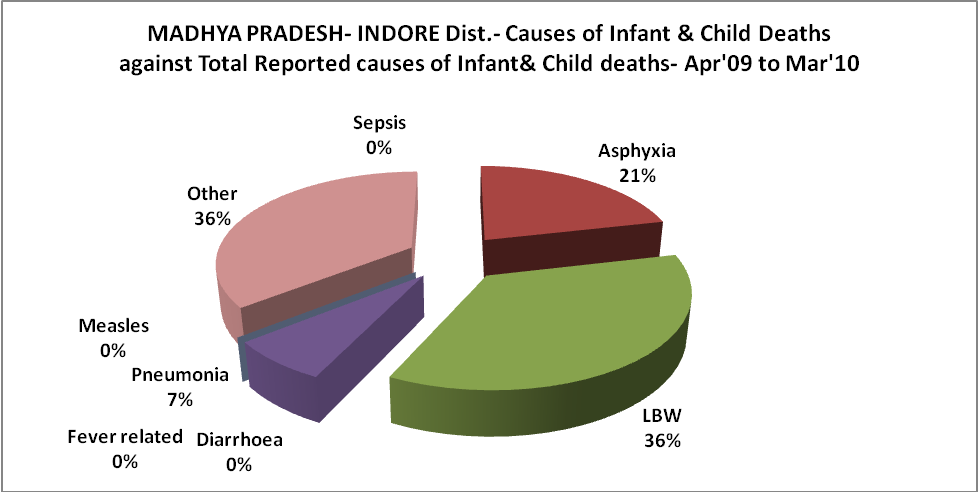 MADHYA PRADESH- INDORE Dist.- Causes of Infant & Child Deaths
against Total Reported causes of Infant& Child deaths- Apr'09 to Mar'10
Sepsis
0%
Asphyxia
21%
Other
36%
Measles
0%
Pneumonia
7%
LBW
36%
Fever related
0%
Diarrhoea
0%